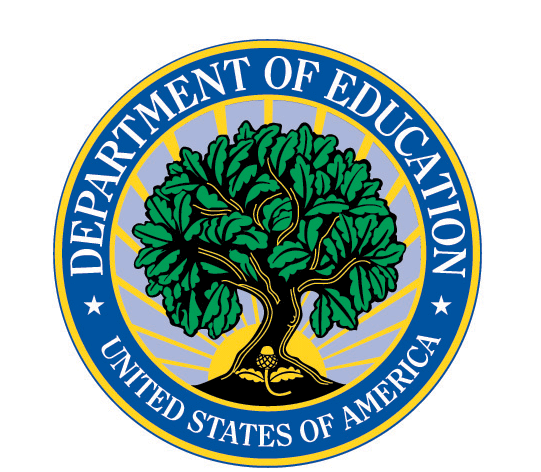 DEPARTMENT OF EDUCATION
UNITED STATES OF AMERICA